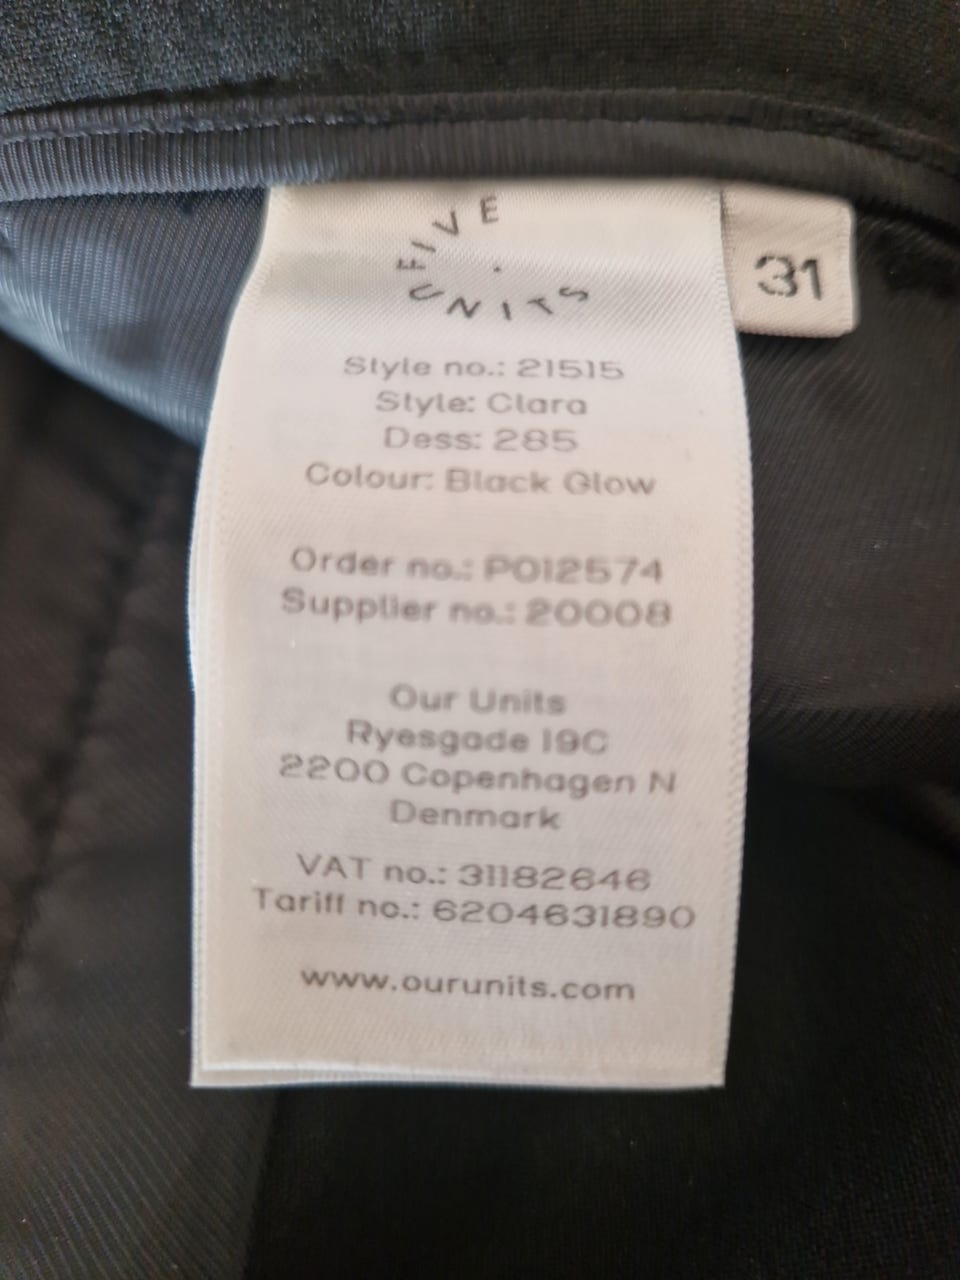 FIVE
UNITS
31
Style no.: 21515
Style: Clara
Dess: 285
Colour: Black Glow
Order no.: PO12574
Supplier no.: 20008
Our Units
Ryesgade 19C
2200 Copenhagen N
Denmark
VAT no.: 31182646
Tariff no.: 6204631890
www.ourunits.com